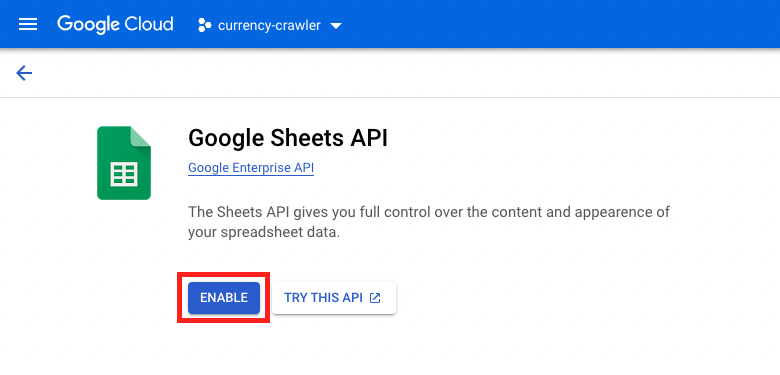 Google Cloud
currency-crawler
Google Sheets API
Google Enterprise API
The Sheets API gives you full control over the content and appearence of
your spreadsheet data.
ENABLE
TRY THIS API